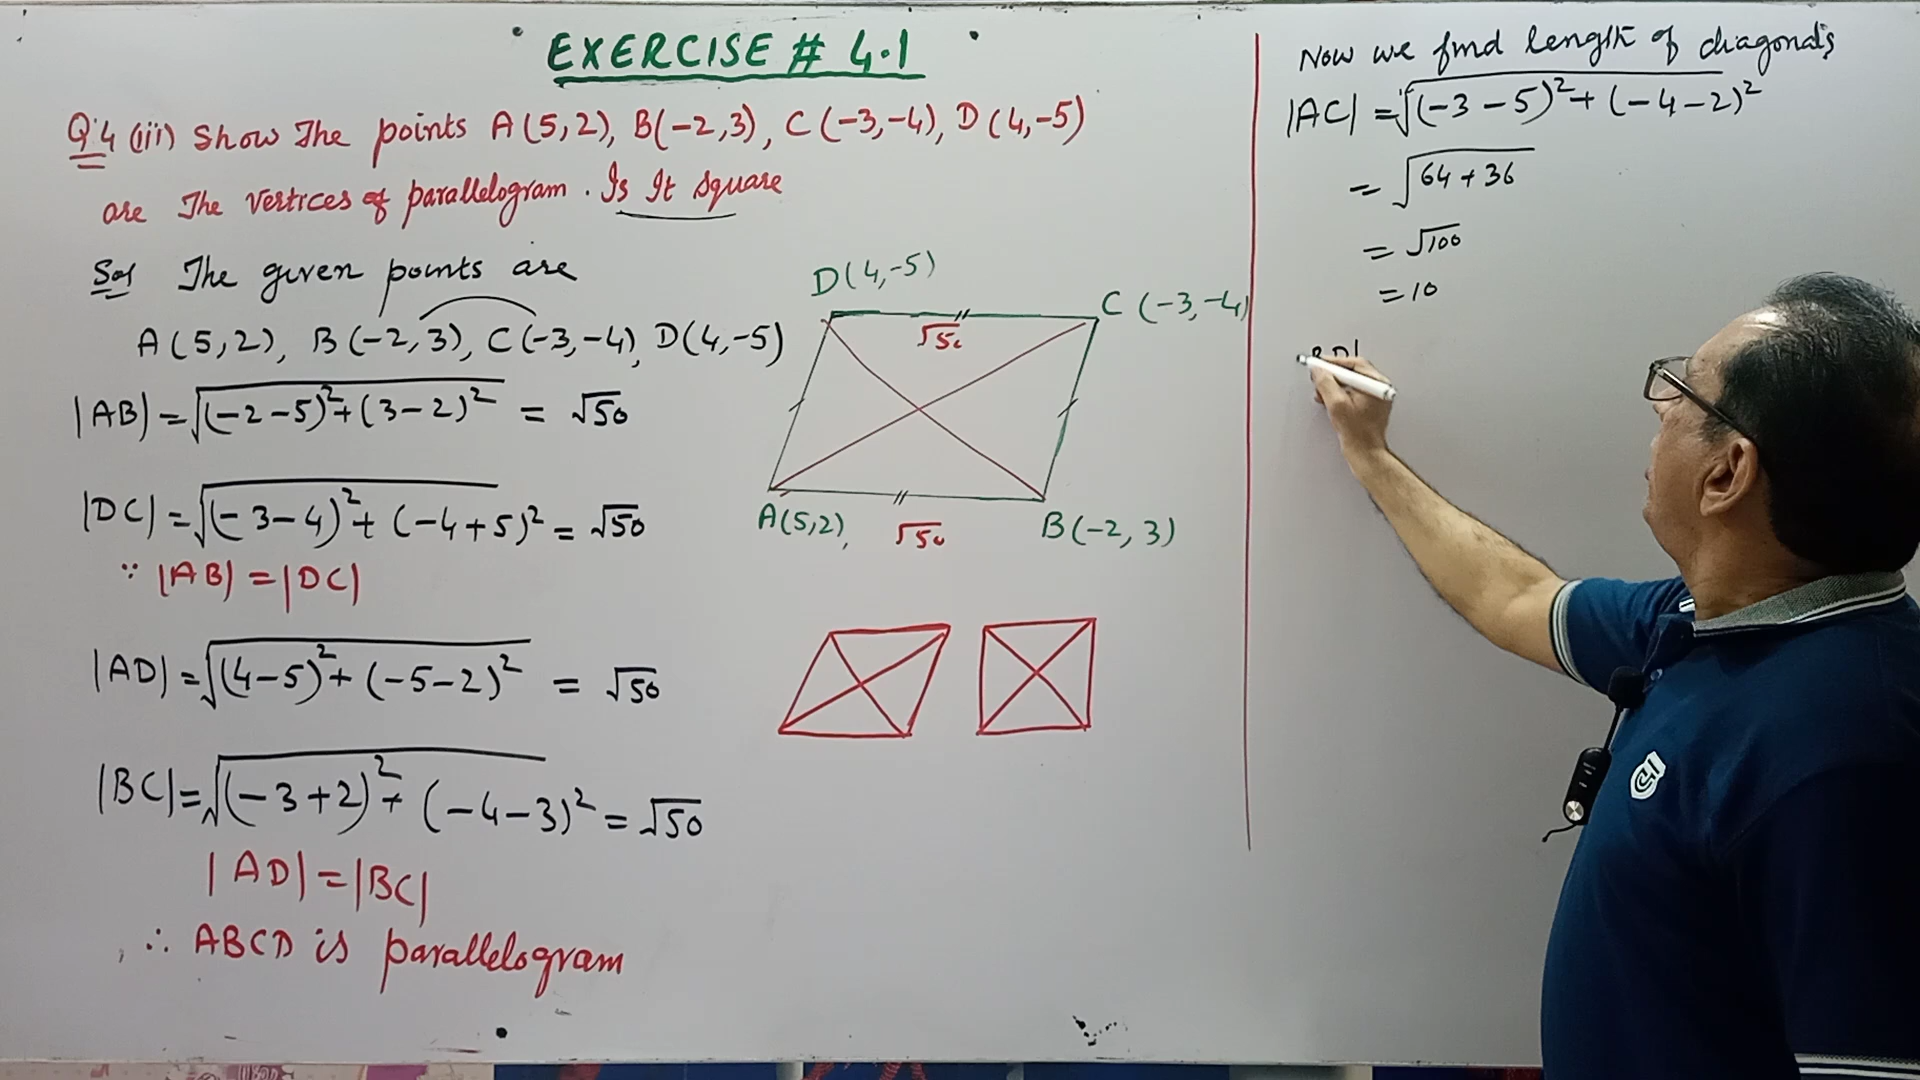 EXERCISE # 4.1
Q.4 (iii) Show The points A(5,2), B(-2,3), C(-3,-4), D(4,-5)
are The Vertices of parallelogram. Is It Square
Sol The given points are
A(5,2), B(-2,3), C(-3,-4), D(4,-5)
|AB| = √(-2-5)²+(3-2)² = √50
|DC| = √(-3-4)²+(-4+5)² = √50
∵ |AB| = |DC|
|AD| = √(4-5)²+(-5-2)² = √50
|BC| = √(-3+2)²+(-4-3)² = √50
|AD| = |BC|
∴ ABCD is parallelogram
D(4,-5)
C(-3,-4)
√50
A(5,2),
√50
B(-2,3)
Now we find length of diagonals
|AC| = √(-3-5)²+(-4-2)²
= √64+36
= √100
= 10
BD|